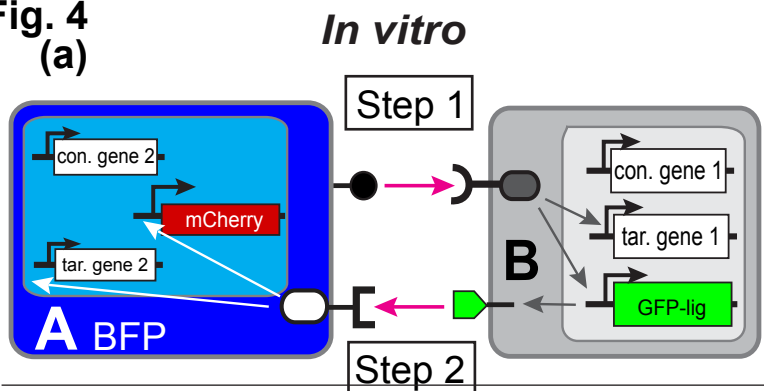 Fig. 4
(a)
In vitro
Step 1
con. gene 2
mCherry
tar. gene 2
A BFP
con. gene 1
tar. gene 1
B
GFP-lig
Step 2